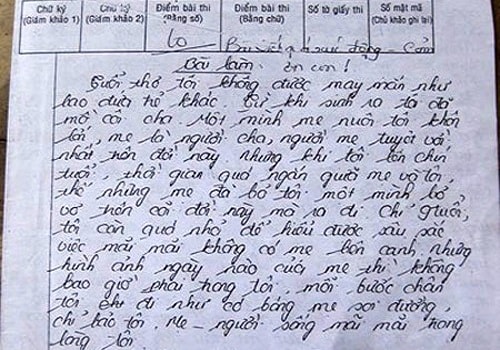 Chữ ký Chữ ký Điểm bài thi Điểm bài thi Số tờ giấy thi Số mật mã
(Giám khảo 1) (Giám khảo 2) (Bằng số) (Bằng chữ) (Chủ khảo ghi lại)
10 Bài viết quá xúc động - Cảm
Bài làm. ơn con!
Tuổi thơ tôi không được may mắn như
bao đứa trẻ khác. Từ khi sinh ra tôi đã
mồ côi cha. Một mình mẹ nuôi tôi khôn
lớn, mẹ là người cha, người mẹ tuyệt vời
nhất trên đời này. Nhưng khi tôi lên chín
tuổi, thời gian quá ngắn giữa mẹ và tôi,
thế nhưng mẹ đã bỏ tôi một mình bơ
vơ trên cõi đời này mà ra đi. Chỉ 9 tuổi,
tôi còn quá nhỏ để hiểu được sâu sắc
việc mãi mãi không có mẹ bên cạnh nhưng
hình ảnh ngày nào của mẹ thì không
bao giờ phai trong tôi, mỗi bước chân
tôi khi đi như có bóng mẹ soi đường,
chỉ bảo tôi. Mẹ - người sống mãi mãi trong
lòng tôi.